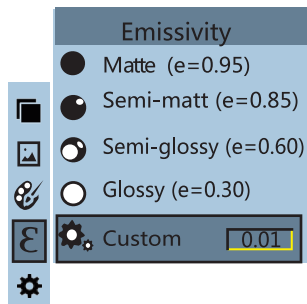 Emissivity
Matte (e=0.95)
Semi-matt (e=0.85)
Semi-glossy (e=0.60)
Glossy (e=0.30)
ε
Custom 0.01